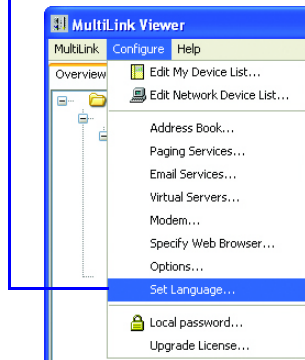 MultiLink Viewer
MultiLink Configure Help
Overview
Edit My Device List...
Edit Network Device List...
Address Book...
Paging Services...
Email Services...
Virtual Servers...
Modem...
Specify Web Browser...
Options...
Set Language...
Local password...
Upgrade License...